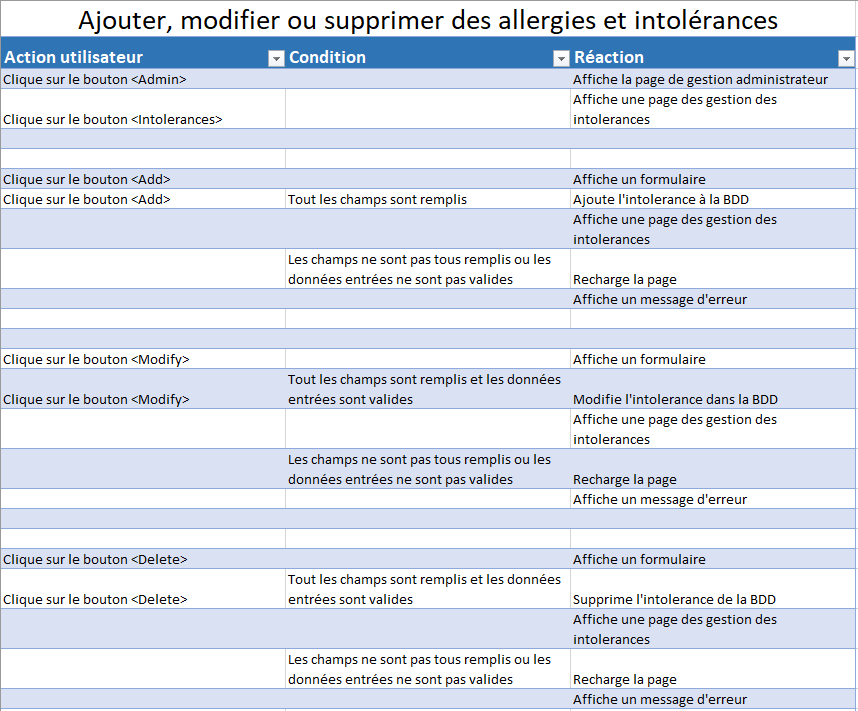 Ajouter, modifier ou supprimer des allergies et intolérances
Action utilisateur Condition Réaction
Clique sur le bouton <Admin> Affiche la page de gestion administrateur
Affiche une page des gestion des
Clique sur le bouton <Intolerances> intolerances
Clique sur le bouton <Add> Affiche un formulaire
Clique sur le bouton <Add> Tout les champs sont remplis Ajoute l'intolerance à la BDD
Affiche une page des gestion des
intolerances
Les champs ne sont pas tous remplis ou les
données entrées ne sont pas valides Recharge la page
Affiche un message d'erreur
Clique sur le bouton <Modify> Affiche un formulaire
Tout les champs sont remplis et les données
Clique sur le bouton <Modify> entrées sont valides Modifie l'intolerance dans la BDD
Affiche une page des gestion des
intolerances
Les champs ne sont pas tous remplis ou les
données entrées ne sont pas valides Recharge la page
Affiche un message d'erreur
Clique sur le bouton <Delete> Affiche un formulaire
Tout les champs sont remplis et les données
Clique sur le bouton <Delete> entrées sont valides Supprime l'intolerance de la BDD
Affiche une page des gestion des
intolerances
Les champs ne sont pas tous remplis ou les
données entrées ne sont pas valides Recharge la page
Affiche un message d'erreur